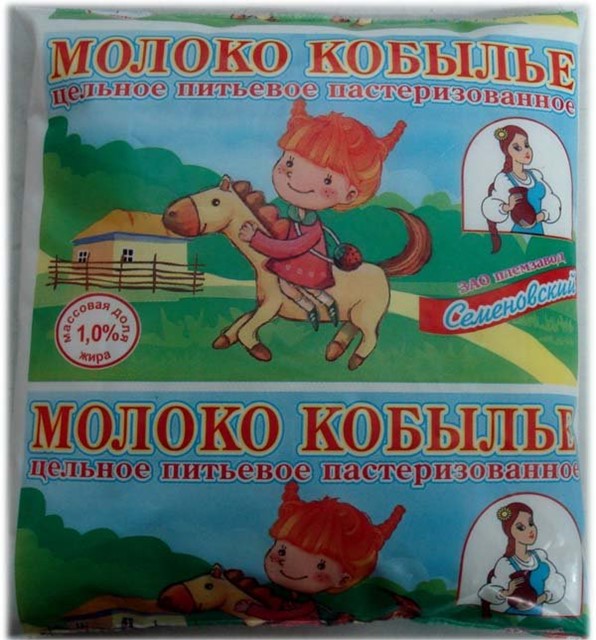 МОЛОКО КОБЫЛЬЕ
цельное питьевое пастеризованное
ЗАО племзавод
Семеновский
массовая доля
1,0%
жира
МОЛОКО КОБЫЛЬЕ
цельное питьевое пастеризованное